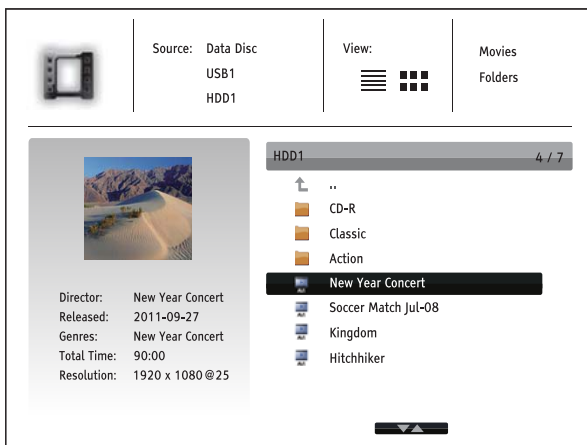 Source: Data Disc
USB1
HDD1
View:
Movies
Folders
HDD1 4 / 7
..
CD-R
Classic
Action
New Year Concert
Soccer Match Jul-08
Kingdom
Hitchhiker
Director: New Year Concert
Released: 2011-09-27
Genres: New Year Concert
Total Time: 90:00
Resolution: 1920 x 1080@25